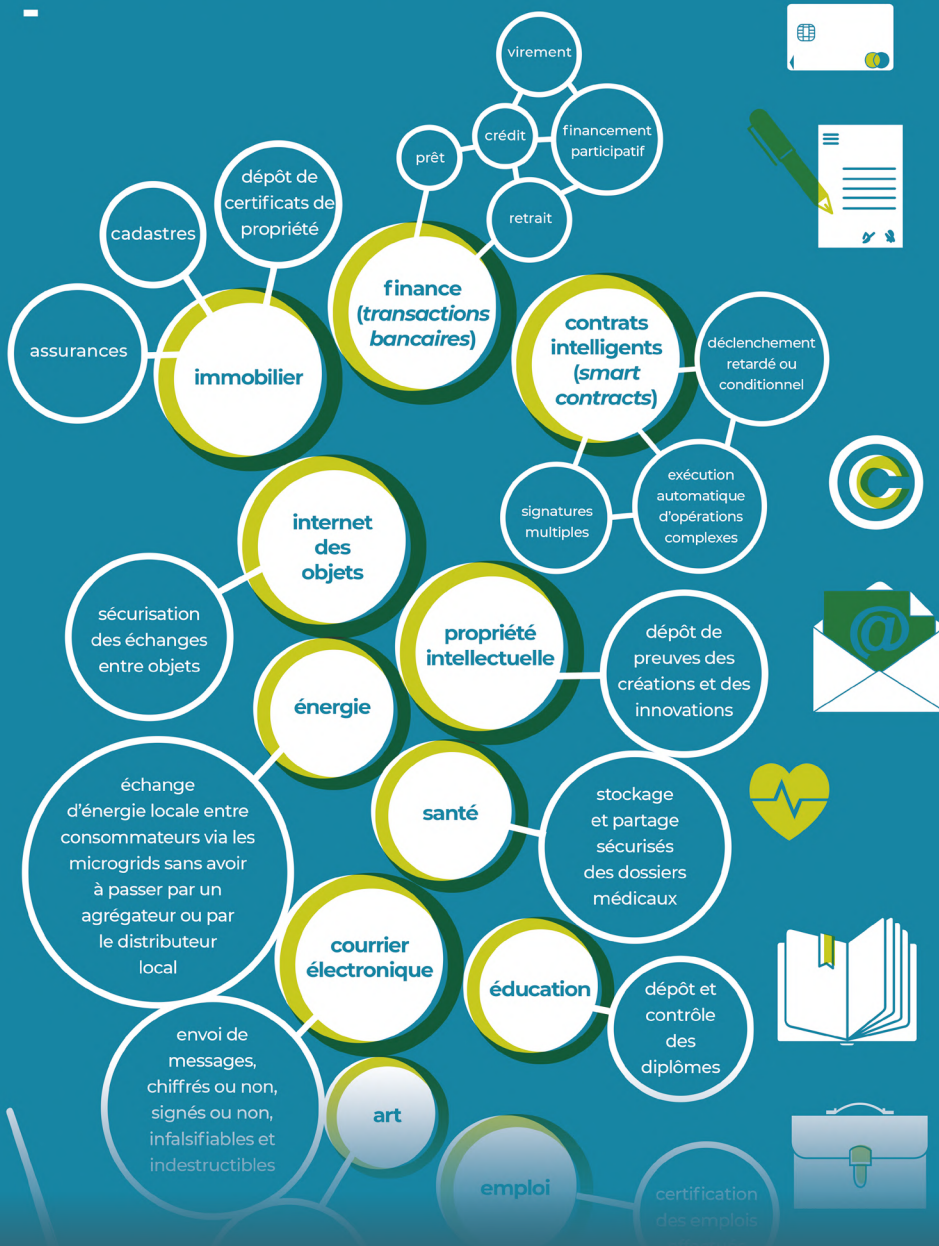 virement
crédit
financement
participatif
prêt
retrait
finance
(transactions
bancaires)
dépôt de
certificats de
propriété
cadastres
assurances
immobilier
contrats
intelligents
(smart
contracts)
déclenchement
retardé ou
conditionnel
exécution
automatique
d'opérations
complexes
signatures
multiples
internet
des
objets
sécurisation
des échanges
entre objets
propriété
intellectuelle
dépôt de
preuves des
créations et des
innovations
énergie
échange
d'énergie locale entre
consommateurs via les
microgrids sans avoir
à passer par un
agrégateur ou par
le distributeur
local
santé
stockage
et partage
sécurisés
des dossiers
médicaux
courrier
électronique
envoi de
messages,
chiffrés ou non,
signés ou non,
infalsifiables et
indestructibles
éducation
dépôt et
contrôle
des
diplômes
art
emploi
certification
des emplois
C
@